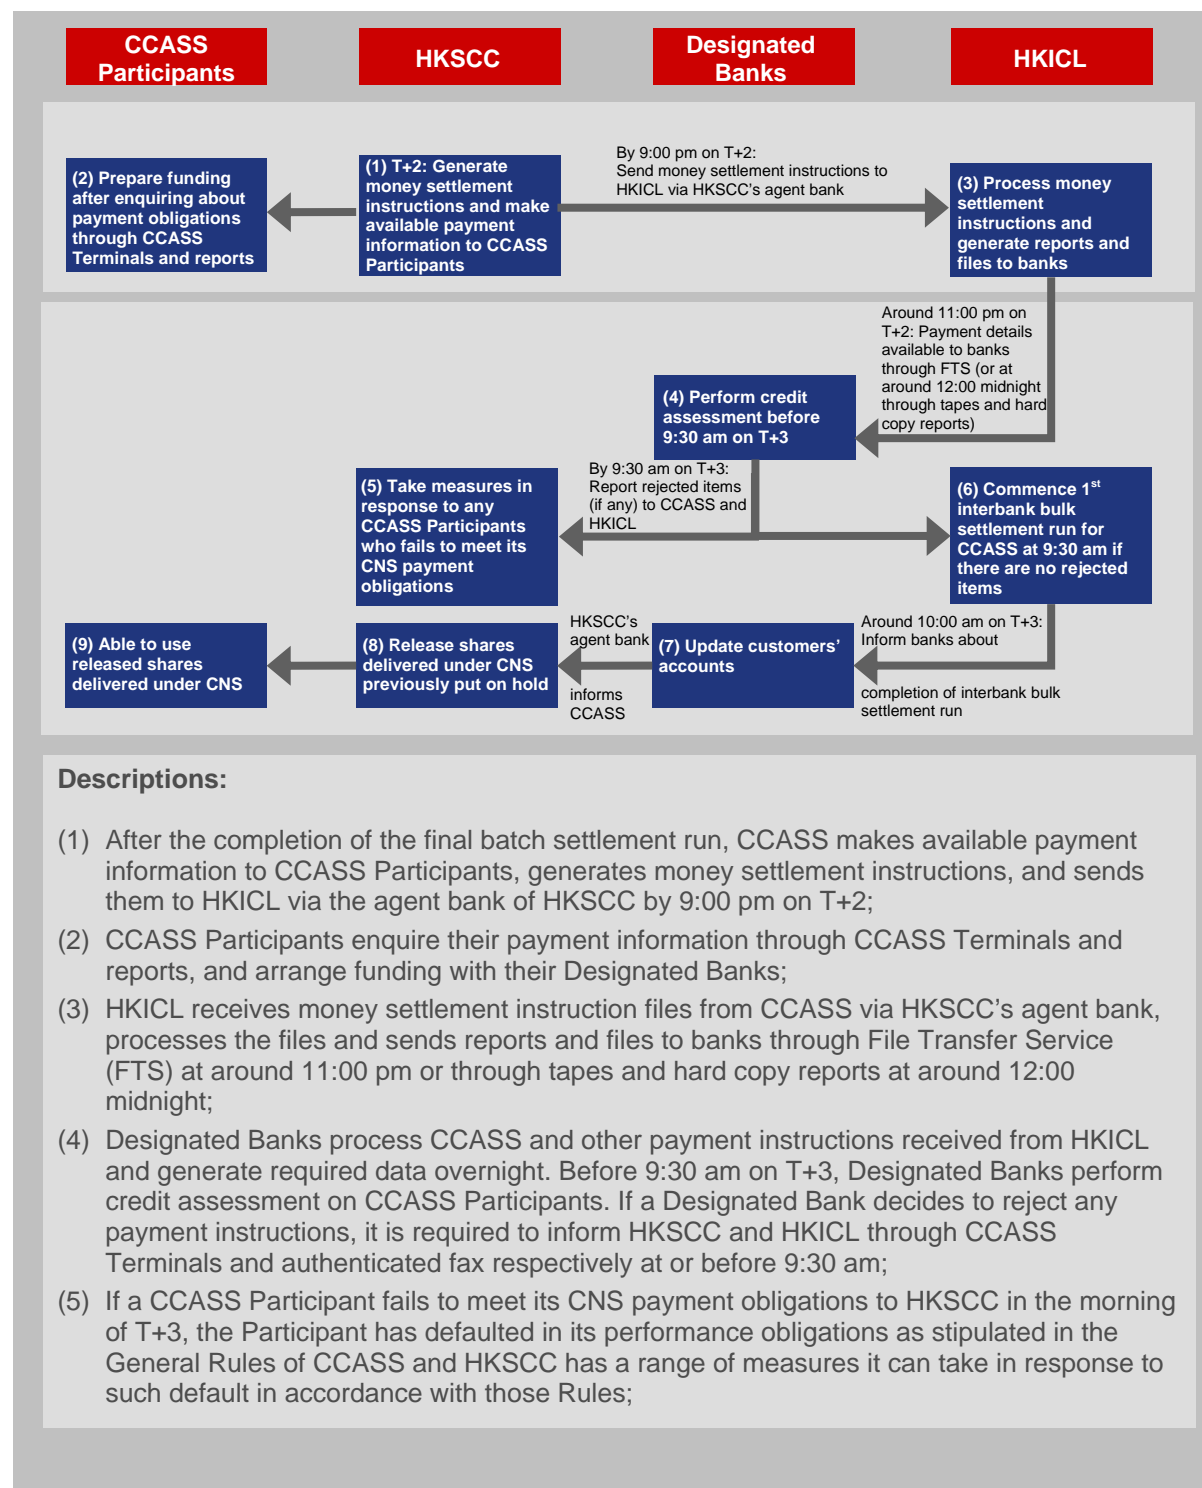 CCASS
Participants
HKSCC
Designated
Banks
HKICL
(2) Prepare funding
after enquiring about
payment obligations
through CCASS
Terminals and reports
(1) T+2: Generate
money settlement
instructions and make
available payment
information to CCASS
Participants
By 9:00 pm on T+2:
Send money settlement instructions to
HKICL via HKSCC’s agent bank
(3) Process money
settlement
instructions and
generate reports and
files to banks
Around 11:00 pm on
T+2: Payment details
available to banks
through FTS (or at
around 12:00 midnight
through tapes and hard
copy reports)
(4) Perform credit
assessment before
9:30 am on T+3
By 9:30 am on T+3:
Report rejected items
(if any) to CCASS and
HKICL
(5) Take measures in
response to any
CCASS Participants
who fails to meet its
CNS payment
obligations
(6) Commence 1st
interbank bulk
settlement run for
CCASS at 9:30 am if
there are no rejected
items
Around 10:00 am on T+3:
Inform banks about
completion of interbank bulk
settlement run
(7) Update customers’
accounts
HKSCC’s
agent bank
informs
CCASS
(8) Release shares
delivered under CNS
previously put on hold
(9) Able to use
released shares
delivered under CNS
Descriptions:
(1) After the completion of the final batch settlement run, CCASS makes available payment
information to CCASS Participants, generates money settlement instructions, and sends
them to HKICL via the agent bank of HKSCC by 9:00 pm on T+2;
(2) CCASS Participants enquire their payment information through CCASS Terminals and
reports, and arrange funding with their Designated Banks;
(3) HKICL receives money settlement instruction files from CCASS via HKSCC’s agent bank,
processes the files and sends reports and files to banks through File Transfer Service
(FTS) at around 11:00 pm or through tapes and hard copy reports at around 12:00
midnight;
(4) Designated Banks process CCASS and other payment instructions received from HKICL
and generate required data overnight. Before 9:30 am on T+3, Designated Banks perform
credit assessment on CCASS Participants. If a Designated Bank decides to reject any
payment instructions, it is required to inform HKSCC and HKICL through CCASS
Terminals and authenticated fax respectively at or before 9:30 am;
(5) If a CCASS Participant fails to meet its CNS payment obligations to HKSCC in the morning
of T+3, the Participant has defaulted in its performance obligations as stipulated in the
General Rules of CCASS and HKSCC has a range of measures it can take in response to
such default in accordance with those Rules;